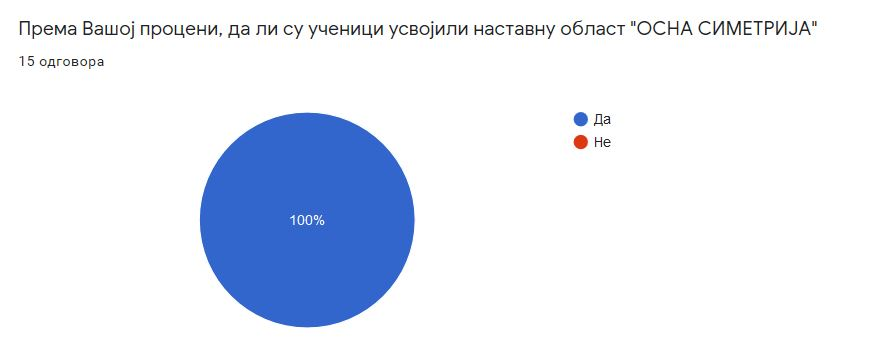 Према Вашој процени, да ли су ученици усвојили наставну област "ОСНА СИМЕТРИЈА"
15 одговора
Да
Не
100%